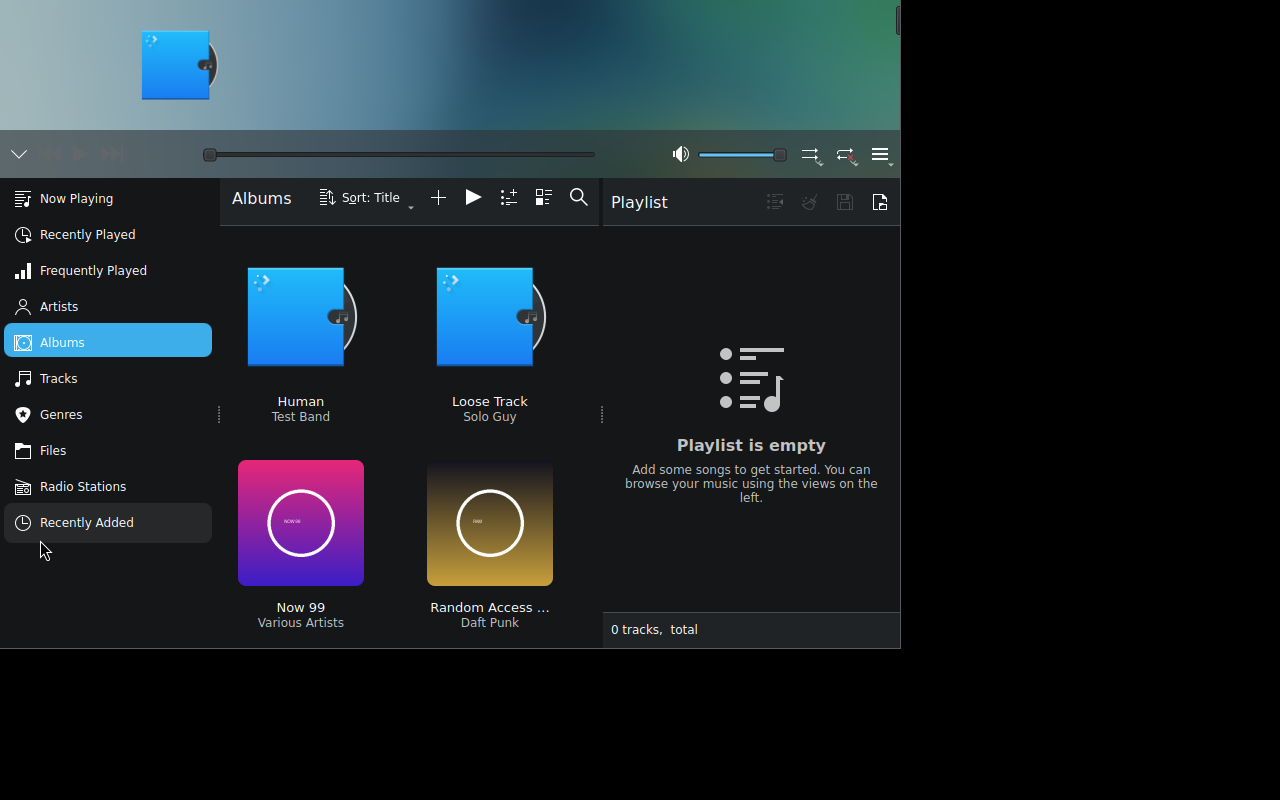 Now Playing
Recently Played
Frequently Played
Artists
Albums
Tracks
Genres
Files
Radio Stations
Recently Added
Albums
Sort: Title
Human
Test Band
Loose Track
Solo Guy
NOW 99
Now 99
Various Artists
RAM
Random Access ...
Daft Punk
Playlist
Playlist is empty
Add some songs to get started. You can
browse your music using the views on the
left.
0 tracks,  total